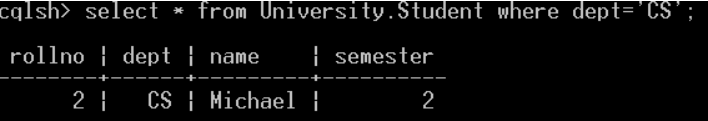 cqlsh> select * from University.Student where dept='CS';
rollno | dept | name | semester
--------+------+---------+----------
2 | CS | Michael | 2